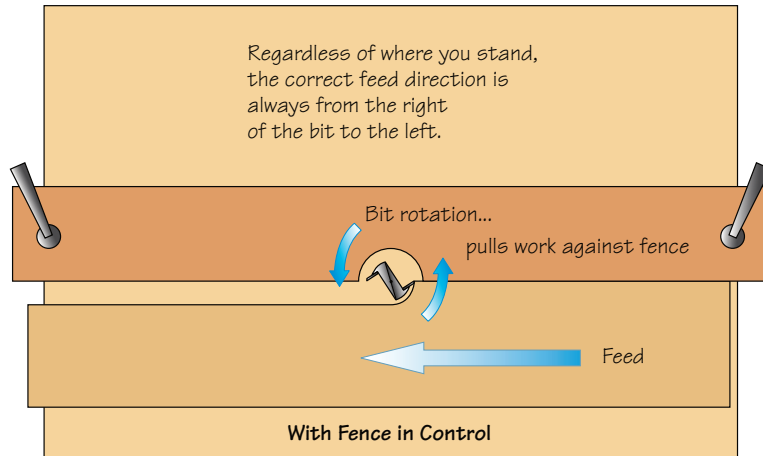 Regardless of where you stand,
the correct feed direction is
always from the right
of the bit to the left.
Bit rotation...
pulls work against fence
Feed
With Fence in Control